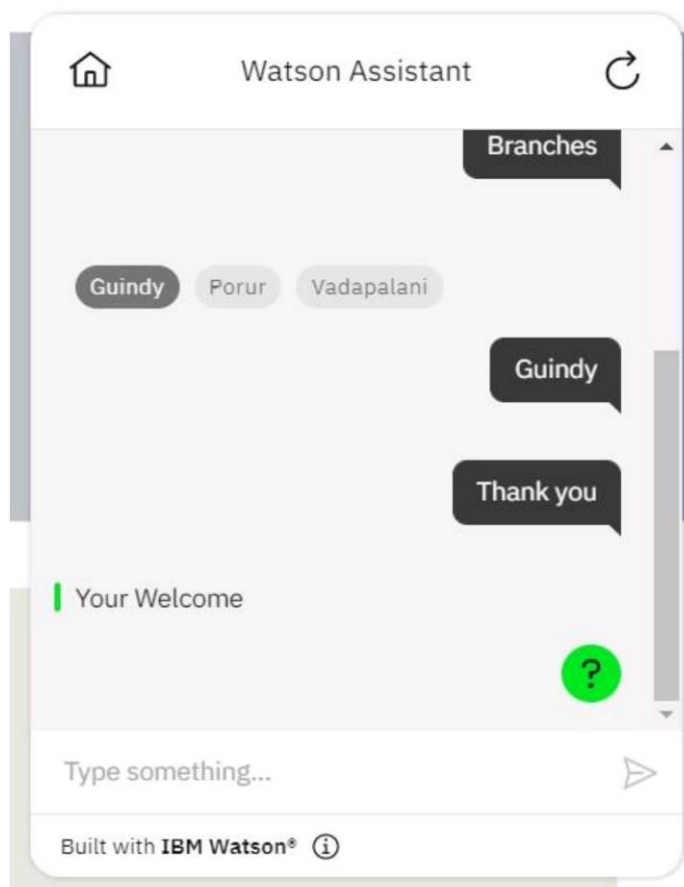 Watson Assistant
Branches
Guindy Porur Vadapalani
Guindy
Thank you
Your Welcome
?
Type something...
Built with IBM Watson®